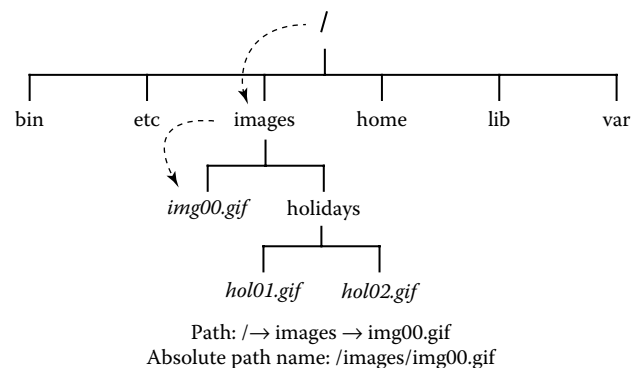 /
bin etc images home lib var
img00.gif holidays
hol01.gif hol02.gif
Path: /→ images → img00.gif
Absolute path name: /images/img00.gif